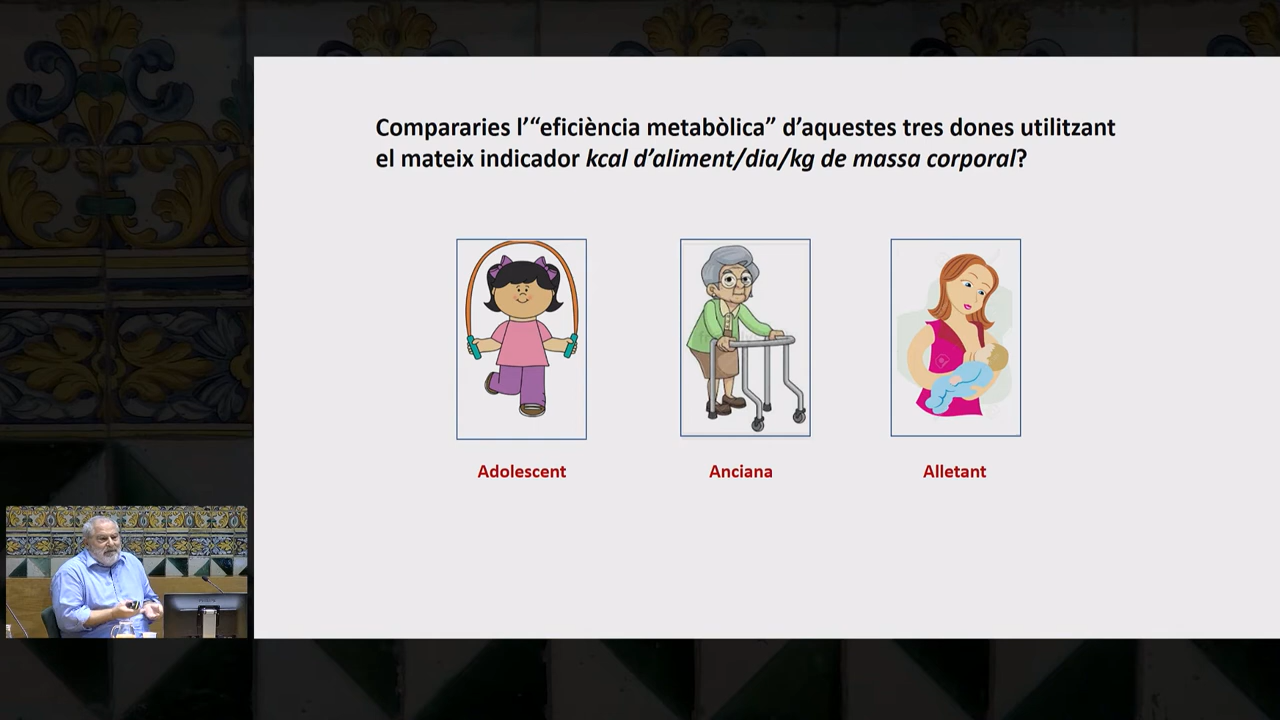 Compararies l’“eficiència metabòlica” d’aquestes tres dones utilitzant
el mateix indicador kcal d’aliment/dia/kg de massa corporal?
Adolescent
Anciana
Alletant